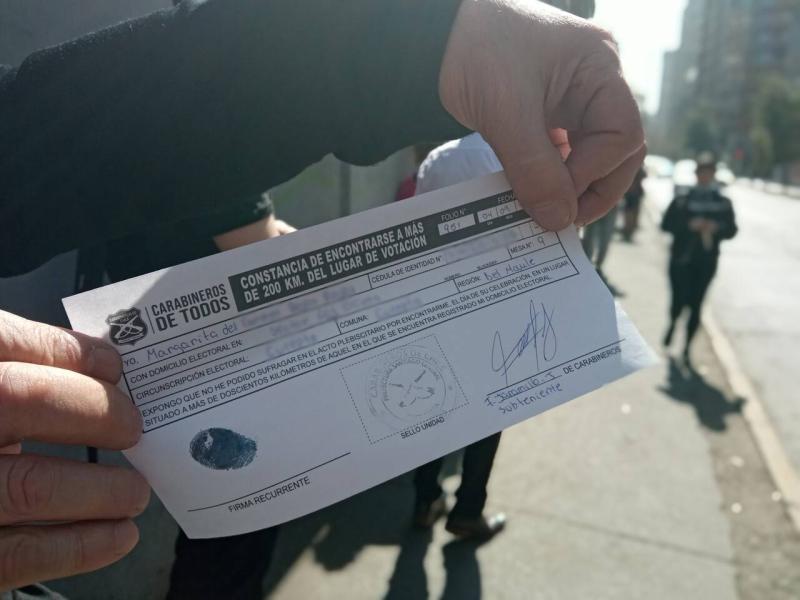 CARABINEROS
DE TODOS
CONSTANCIA DE ENCONTRARSE A MÁS
DE 200 KM. DEL LUGAR DE VOTACIÓN
FOLIO N°
951
FECHA
04/09/
YO, Margarita del
CÉDULA DE IDENTIDAD N°
CON DOMICILIO ELECTORAL EN:
COMUNA:
REGIÓN: Del Maule
CIRCUNSCRIPCIÓN ELECTORAL:
MESA N° 9
EXPONGO QUE NO HE PODIDO SUFRAGAR EN EL ACTO PLEBISCITARIO POR ENCONTRARME, EL DÍA DE SU CELEBRACIÓN, EN UN LUGAR
SITUADO A MÁS DE DOSCIENTOS KILÓMETROS DE AQUEL EN EL QUE SE ENCUENTRA REGISTRADO MI DOMICILIO ELECTORAL.
FIRMA RECURRENTE
SELLO UNIDAD
DE CARABINEROS
Subteniente